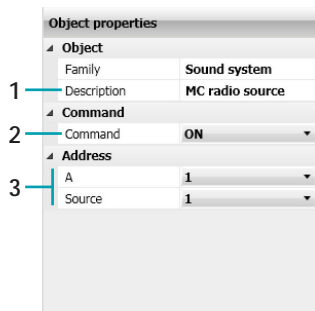 Object properties
Object
Family Sound system
1 Description MC radio source
Command
2 Command ON
Address
3
A 1
Source 1